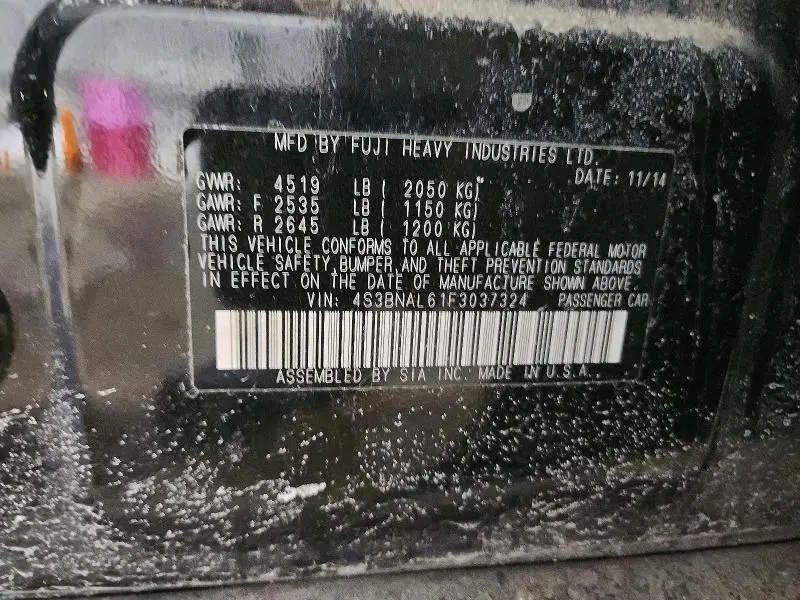 MFD BY FUJI HEAVY INDUSTRIES LTD.
DATE: 11/14
GVWR: 4519 LB ( 2050 KG)
GAWR: F 2535 LB ( 1150 KG)
GAWR: R 2645 LB ( 1200 KG)
THIS VEHICLE CONFORMS TO ALL APPLICABLE FEDERAL MOTOR
VEHICLE SAFETY, BUMPER, AND THEFT PREVENTION STANDARDS
IN EFFECT ON THE DATE OF MANUFACTURE SHOWN ABOVE.
VIN: 4S3BNAL61F3037324 PASSENGER CAR
ASSEMBLED BY SIA INC. MADE IN U.S.A.